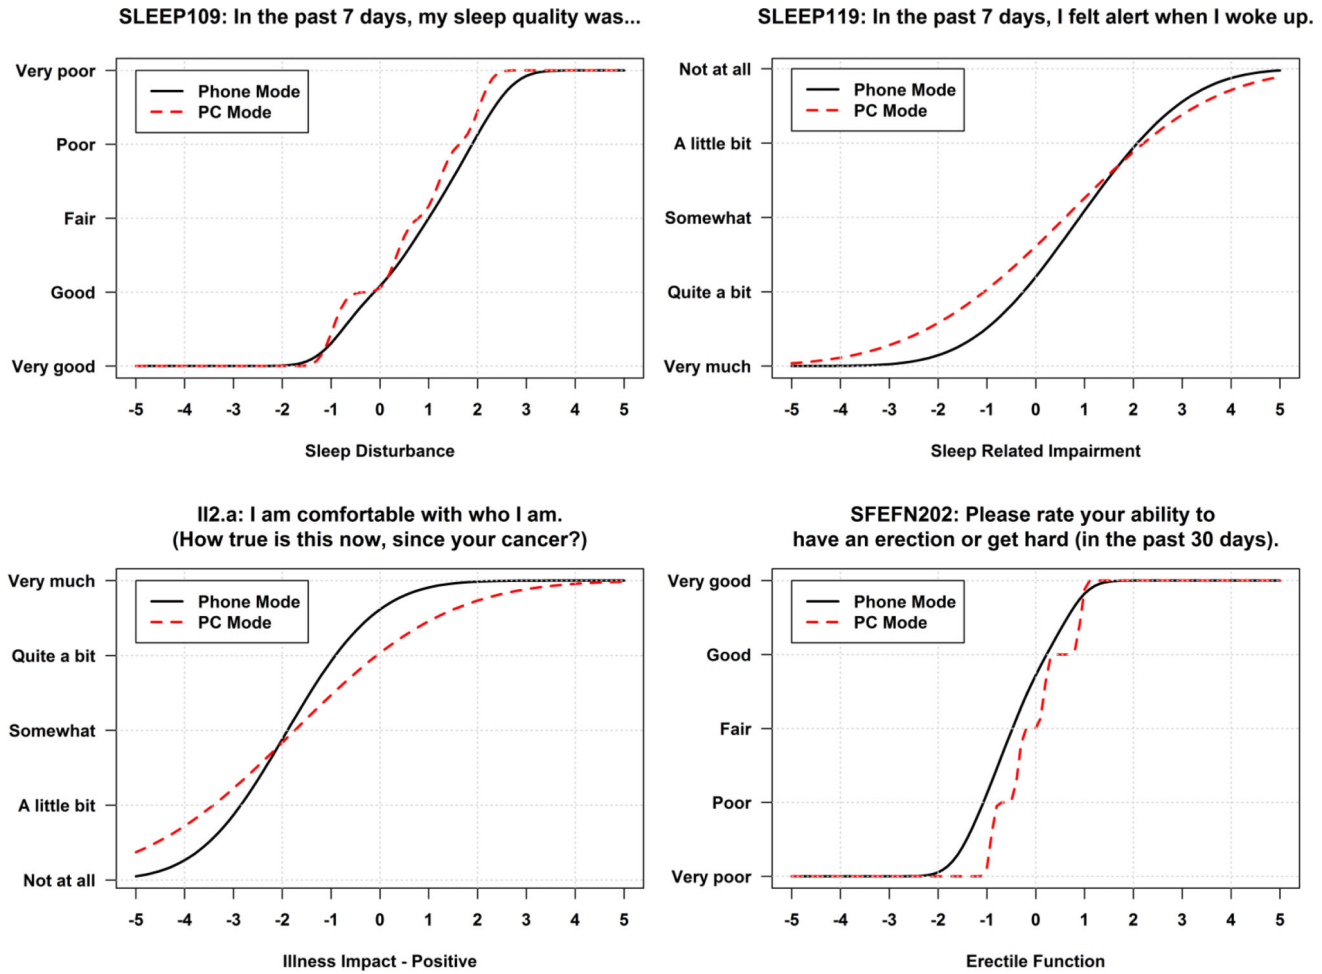 SLEEP109: In the past 7 days, my sleep quality was...
Very poor
Poor
Fair
Good
Very good
Phone Mode
PC Mode
-5 -4 -3 -2 -1 0 1 2 3 4 5
Sleep Disturbance
SLEEP119: In the past 7 days, I felt alert when I woke up.
Not at all
A little bit
Somewhat
Quite a bit
Very much
Phone Mode
PC Mode
-5 -4 -3 -2 -1 0 1 2 3 4 5
Sleep Related Impairment
II2.a: I am comfortable with who I am.
(How true is this now, since your cancer?)
Very much
Quite a bit
Somewhat
A little bit
Not at all
Phone Mode
PC Mode
-5 -4 -3 -2 -1 0 1 2 3 4 5
Illness Impact - Positive
SFEFN202: Please rate your ability to
have an erection or get hard (in the past 30 days).
Very good
Good
Fair
Poor
Very poor
Phone Mode
PC Mode
-5 -4 -3 -2 -1 0 1 2 3 4 5
Erectile Function